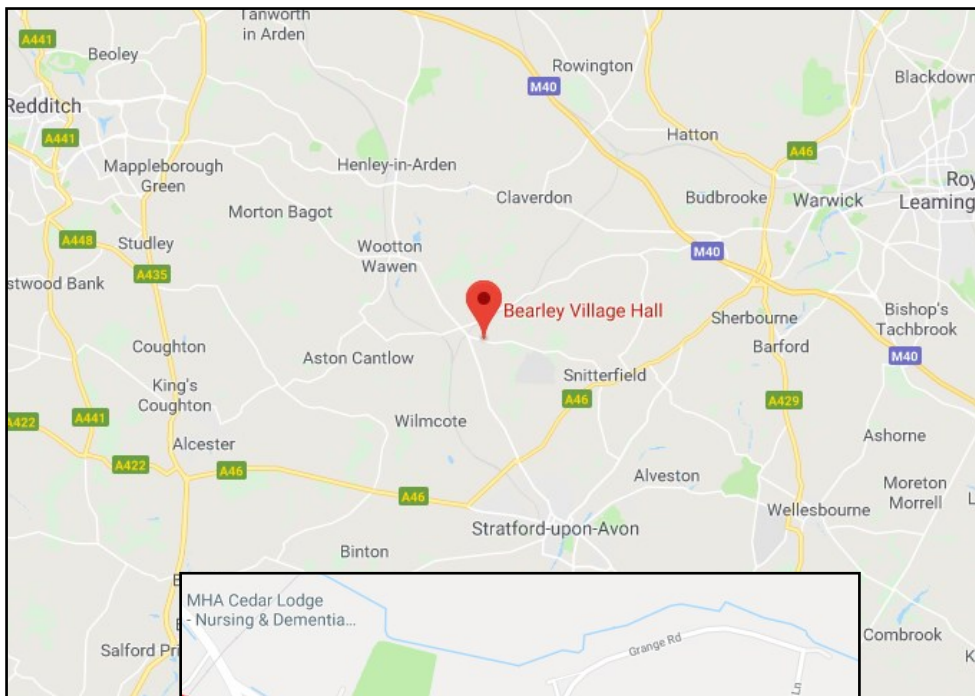 Tanworth
in Arden
A441
Beoley
Rowington
M40
Blackdown
Redditch
A441
Hatton
A46
Mappleborough
Green
Henley-in-Arden
Claverdon
Budbrooke
Warwick
Roy
Leaming
Morton Bagot
A448
Studley
Wootton
Wawen
M40
A435
stwood Bank
Bearley Village Hall
Sherbourne
Bishop's
Tachbrook
Coughton
Aston Cantlow
Snitterfield
Barford
M40
King's
Coughton
A46
A429
A422
A441
Wilmcote
Alcester
Ashorne
A422
A46
Alveston
Moreton
Morrell
A46
Wellesbourne
Stratford-upon-Avon
Binton
MHA Cedar Lodge
- Nursing & Dementia...
Grange Rd
Combrook
Salford Pri
Ln
K